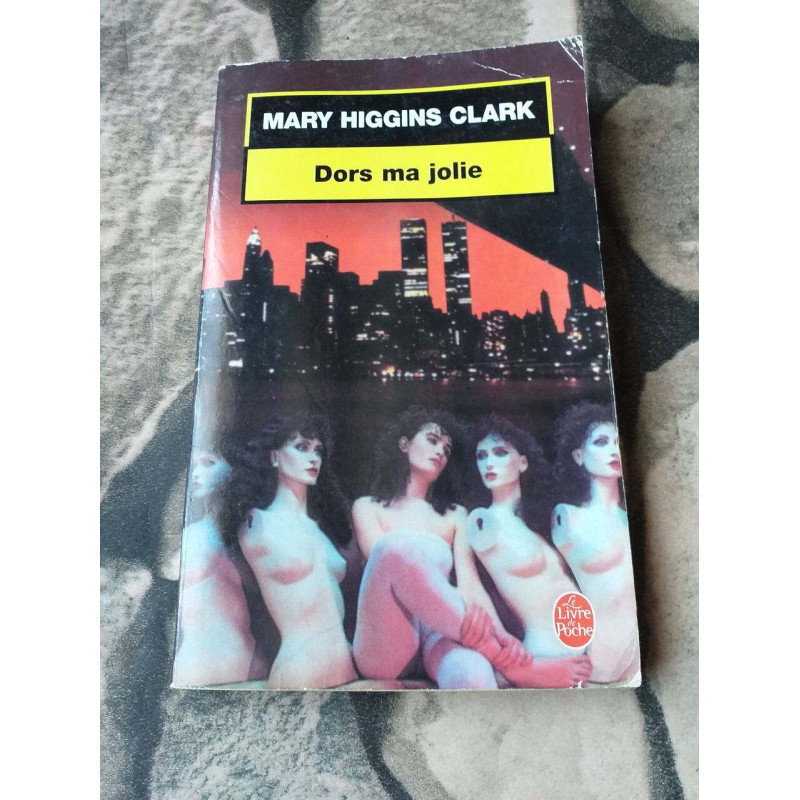 MARY HIGGINS CLARK
Dors ma jolie
Le
Livre
de
Poche